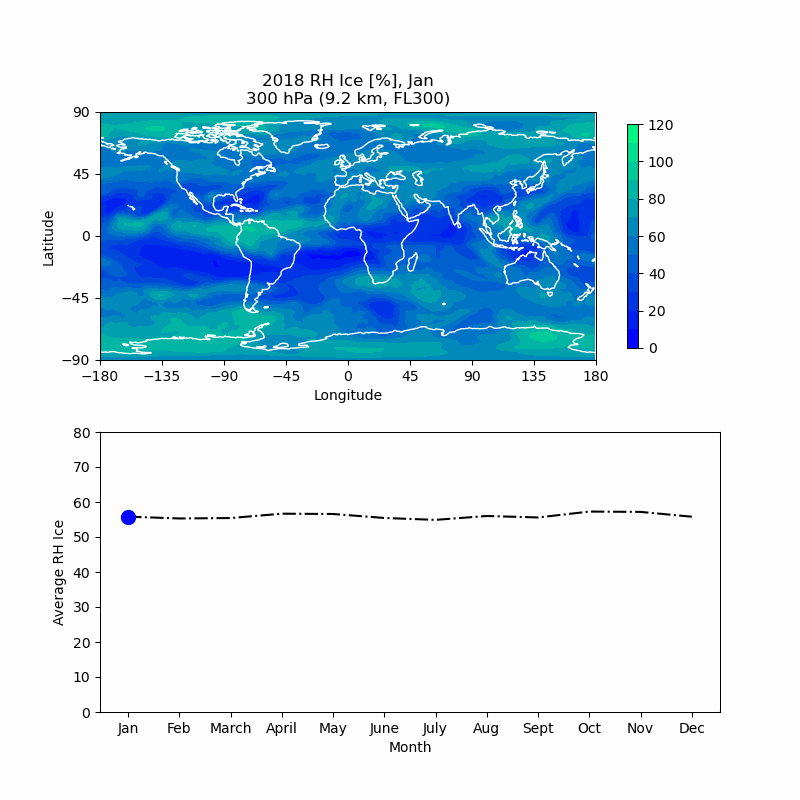 2018 RH Ice [%], Jan
300 hPa (9.2 km, FL300)
90
45
0
−45
−90
Latitude
−180 −135 −90 −45 0 45 90 135 180
Longitude
120
100
80
60
40
20
0
80
70
60
50
40
30
20
10
0
Average RH Ice
Jan Feb March April May June July Aug Sept Oct Nov Dec
Month